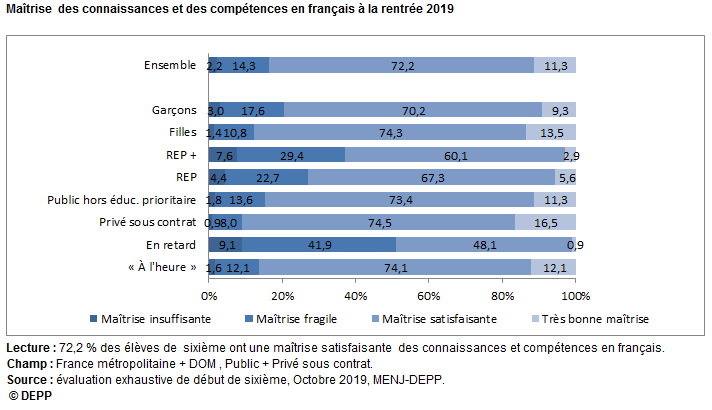 Maîtrise des connaissances et des compétences en français à la rentrée 2019
Ensemble 2,2 14,3 72,2 11,3
Garçons 3,0 17,6 70,2 9,3
Filles 1,4 10,8 74,3 13,5
REP + 7,6 29,4 60,1 2,9
REP 4,4 22,7 67,3 5,6
Public hors éduc. prioritaire 1,8 13,6 73,4 11,3
Privé sous contrat 0,9 8,0 74,5 16,5
En retard 9,1 41,9 48,1 0,9
« À l'heure » 1,6 12,1 74,1 12,1
0% 20% 40% 60% 80% 100%
Maîtrise insuffisante Maîtrise fragile Maîtrise satisfaisante Très bonne maîtrise
Lecture : 72,2 % des élèves de sixième ont une maîtrise satisfaisante des connaissances et compétences en français.
Champ : France métropolitaine + DOM , Public + Privé sous contrat.
Source : évaluation exhaustive de début de sixième, Octobre 2019, MENJ-DEPP.
© DEPP